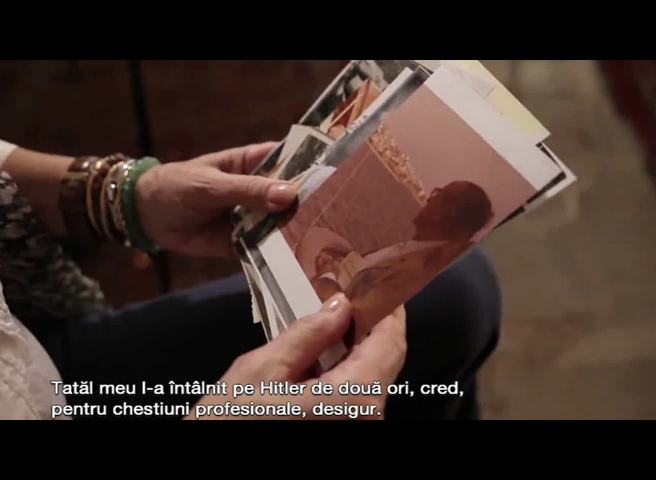 Tatăl meu l-a întâlnit pe Hitler de două ori, cred,
pentru chestiuni profesionale, desigur.